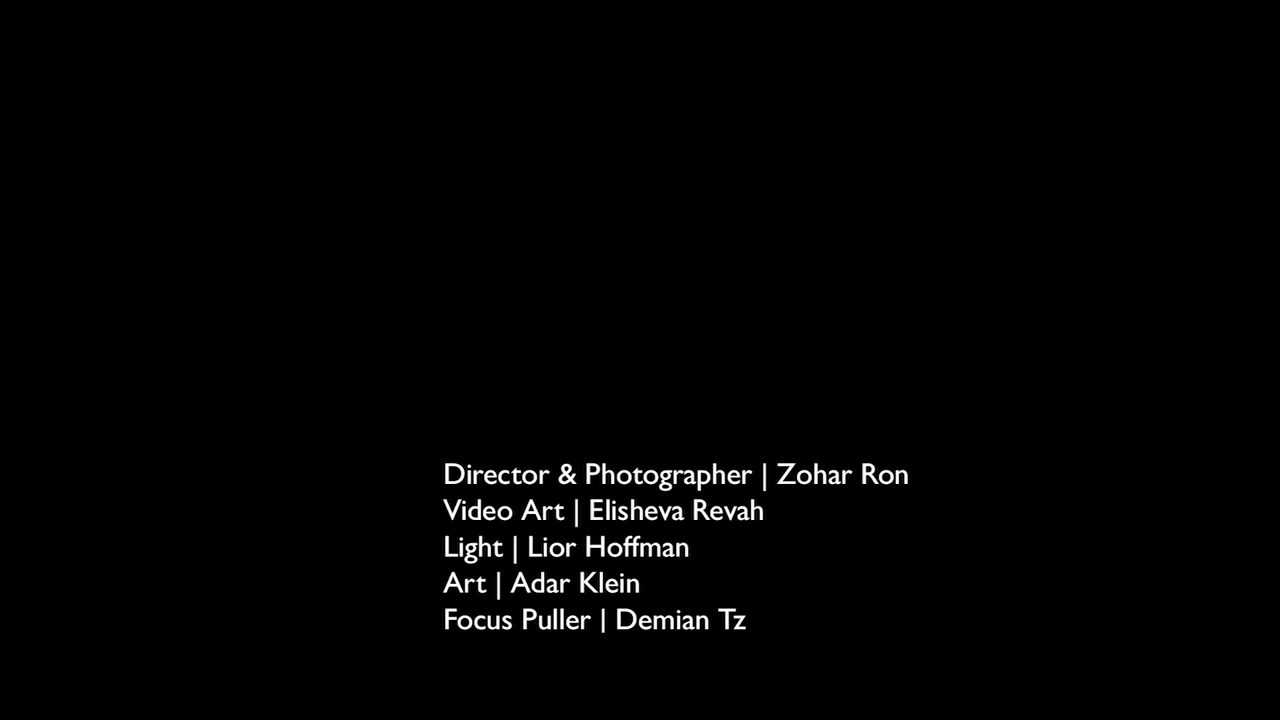 Director & Photographer | Zohar Ron
Video Art | Elisheva Revah
Light | Lior Hoffman
Art | Adar Klein
Focus Puller | Demian Tz